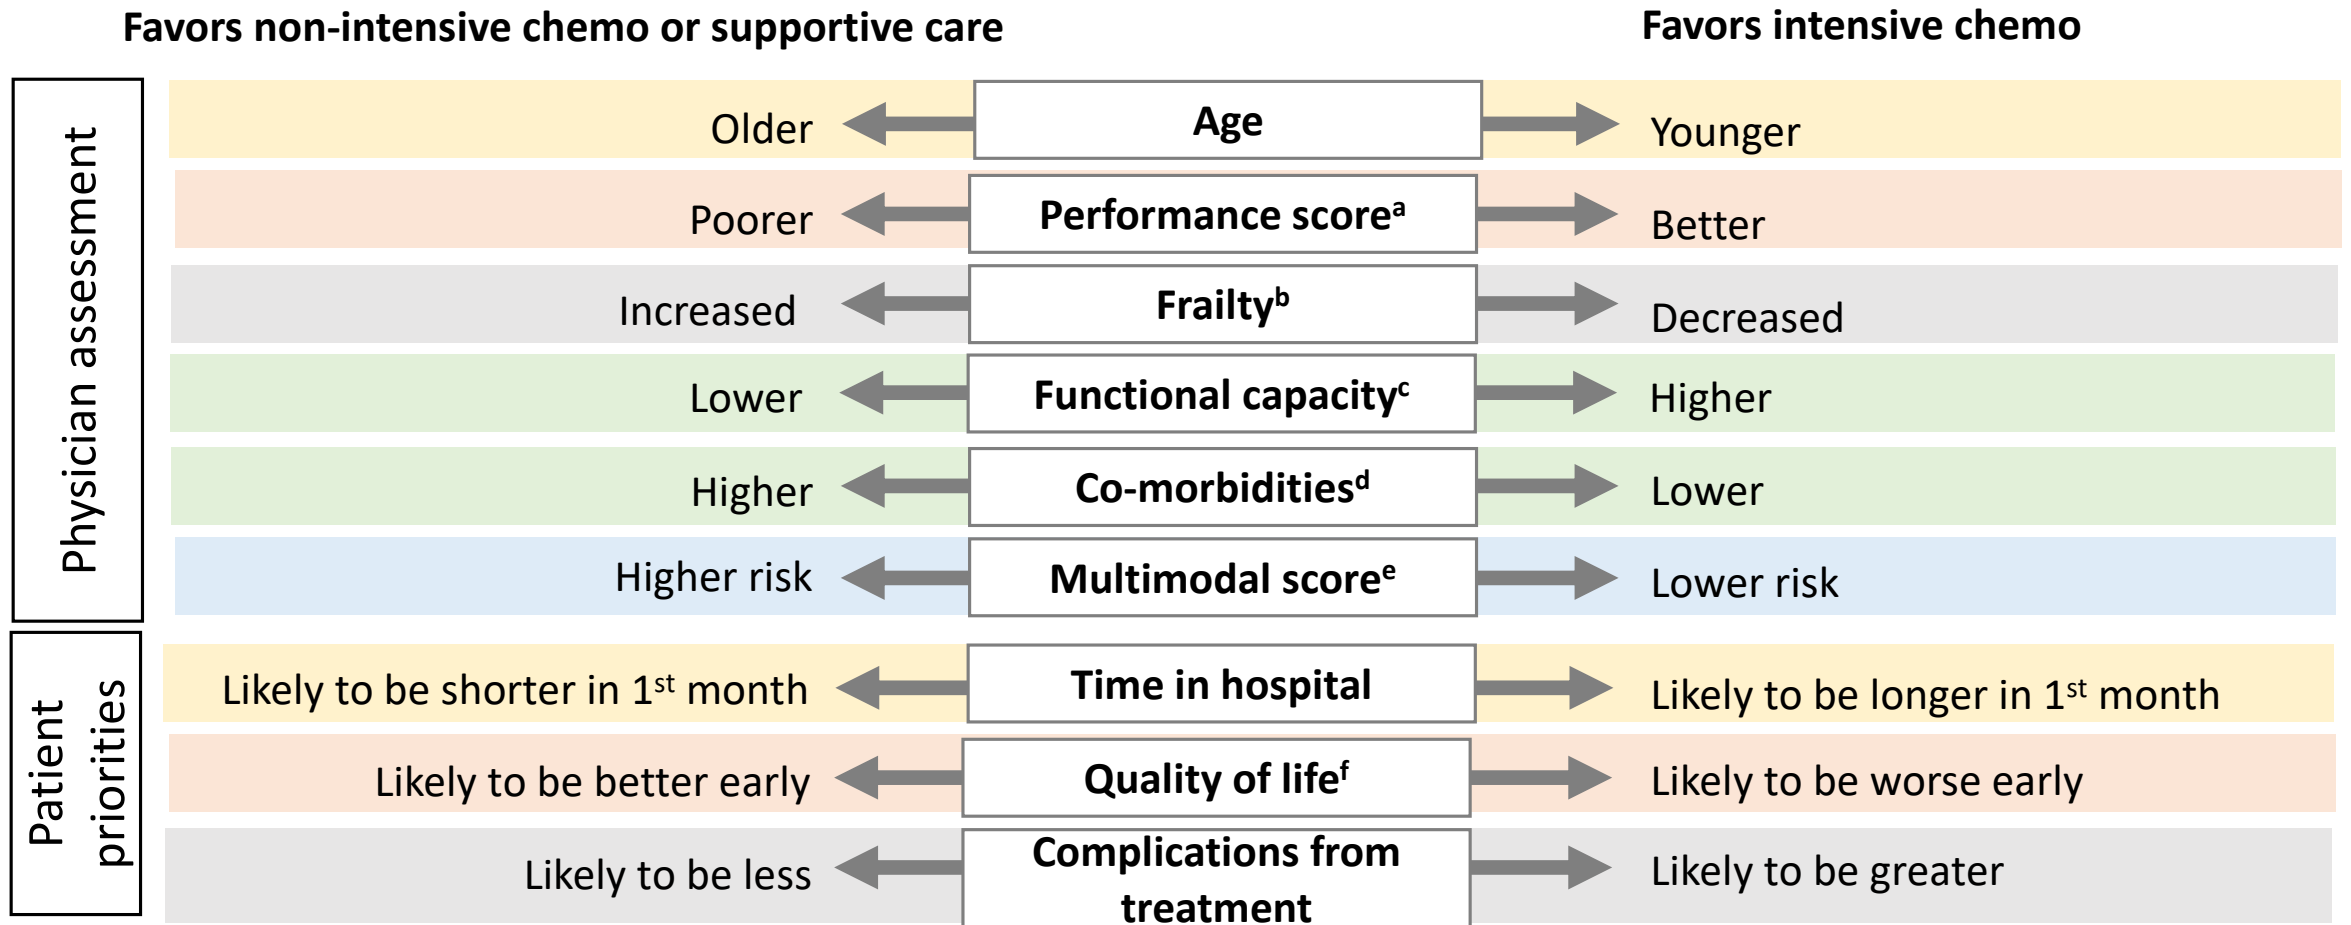 Favors non-intensive chemo or supportive care
Favors intensive chemo
Physician assessment
Older
Age
Younger
Poorer
Performance scoreᵃ
Better
Increased
Frailtyᵇ
Decreased
Lower
Functional capacityᶜ
Higher
Higher
Co-morbiditiesᵈ
Lower
Higher risk
Multimodal scoreᵉ
Lower risk
Patient
priorities
Likely to be shorter in 1ˢᵗ month
Time in hospital
Likely to be longer in 1ˢᵗ month
Likely to be better early
Quality of lifeᶠ
Likely to be worse early
Likely to be less
Complications from
treatment
Likely to be greater